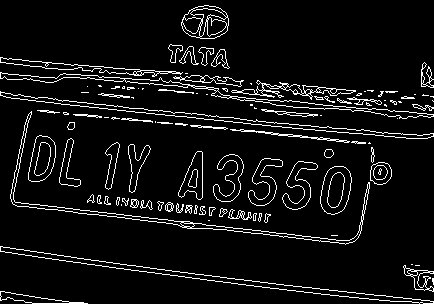 TATA
DL 1Y A3550
ALL INDIA TOURIST PERMIT